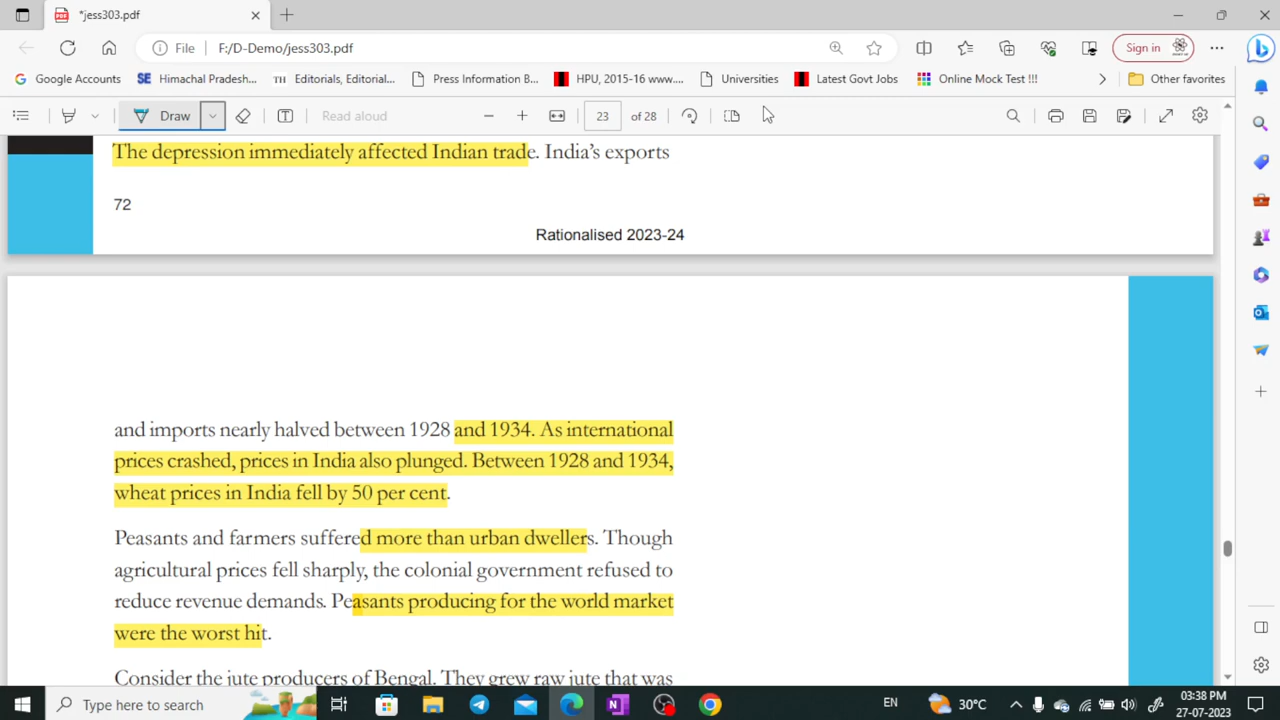 *jess303.pdf
File F:/D-Demo/jess303.pdf Sign in
Google Accounts SE Himachal Pradesh... TH Editorials, Editorial... Press Information B... HPU, 2015-16 www.... Universities Latest Govt Jobs Online Mock Test !!! Other favorites
Draw Read aloud 23 of 28
The depression immediately affected Indian trade. India's exports
72
Rationalised 2023-24
and imports nearly halved between 1928 and 1934. As international
prices crashed, prices in India also plunged. Between 1928 and 1934,
wheat prices in India fell by 50 per cent.
Peasants and farmers suffered more than urban dwellers. Though
agricultural prices fell sharply, the colonial government refused to
reduce revenue demands. Peasants producing for the world market
were the worst hit.
Consider the jute producers of Bengal. They grew raw jute that was
Type here to search EN 30°C 03:38 PM
27-07-2023